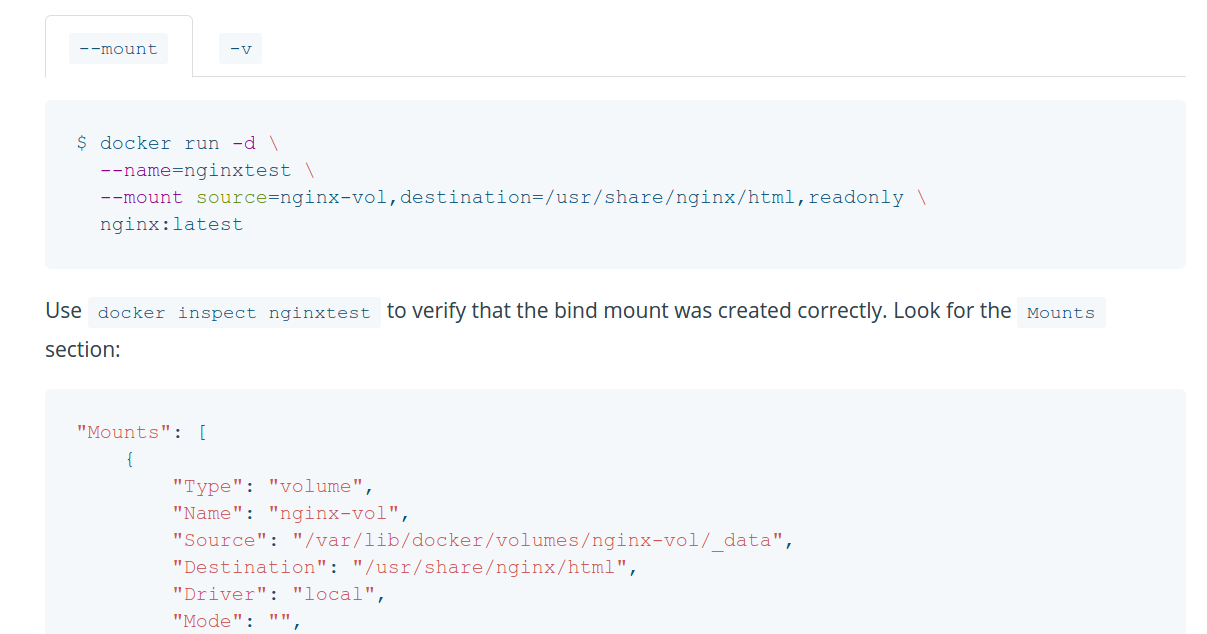 --mount -v
$ docker run -d \
--name=nginxtest \
--mount source=nginx-vol,destination=/usr/share/nginx/html,readonly \
nginx:latest
Use docker inspect nginxtest to verify that the bind mount was created correctly. Look for the Mounts
section:
"Mounts": [
{
"Type": "volume",
"Name": "nginx-vol",
"Source": "/var/lib/docker/volumes/nginx-vol/_data",
"Destination": "/usr/share/nginx/html",
"Driver": "local",
"Mode": "",